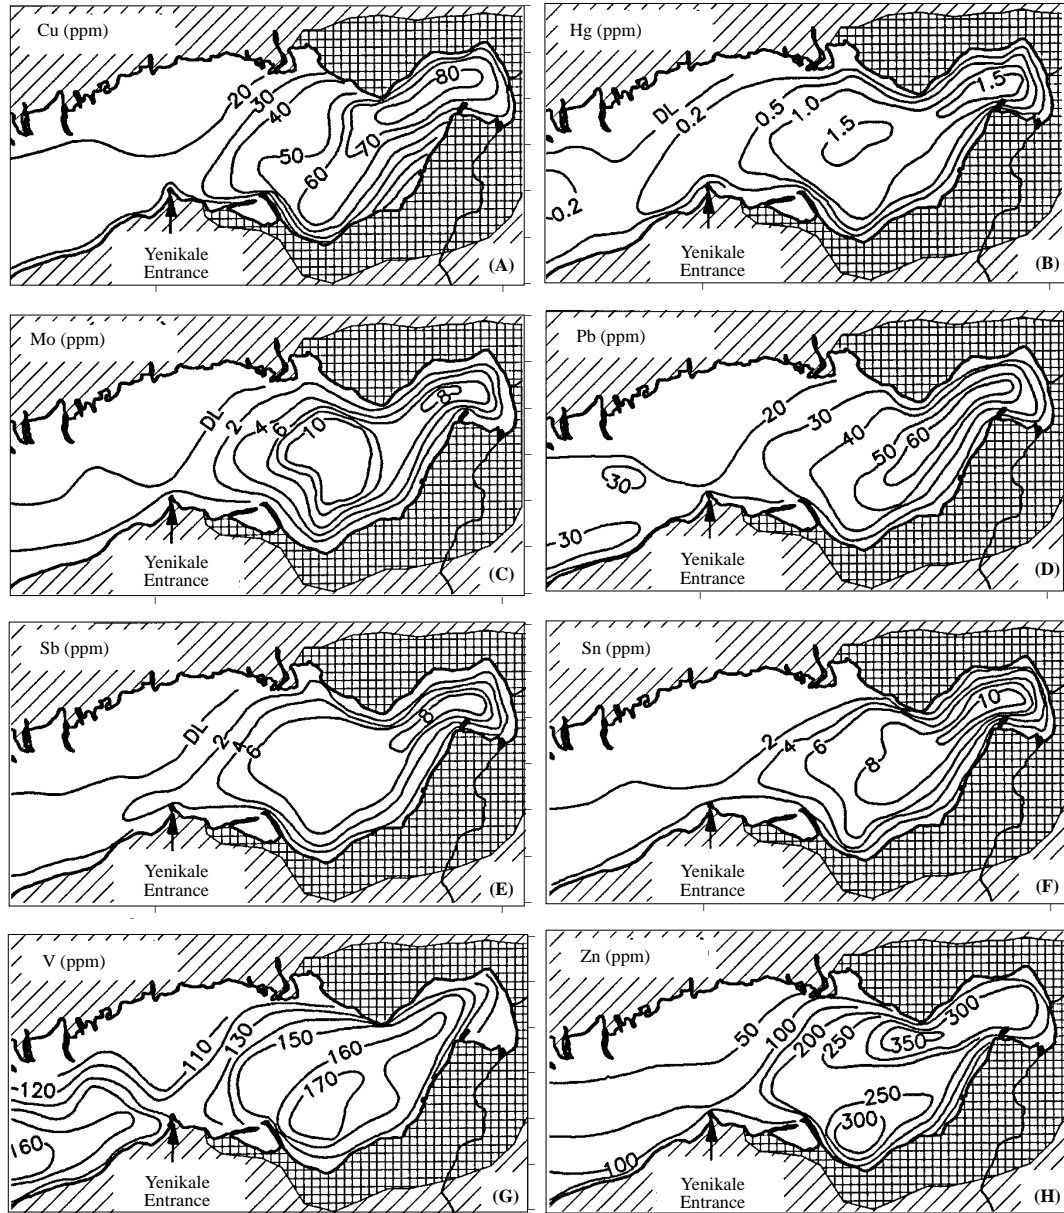 Cu (ppm)
20
30
40
50
60
70
80
Yenikale
Entrance
(A)
Hg (ppm)
DL
0.2
0.5
1.0
1.5
1.5
0.2
Yenikale
Entrance
(B)
Mo (ppm)
DL
2
4
6
10
8
Yenikale
Entrance
(C)
Pb (ppm)
20
30
40
50
60
30
30
Yenikale
Entrance
(D)
Sb (ppm)
DL
2
4
6
8
Yenikale
Entrance
(E)
Sn (ppm)
2
4
6
8
10
Yenikale
Entrance
(F)
V (ppm)
110
130
150
160
170
120
160
Yenikale
Entrance
(G)
Zn (ppm)
50
100
200
250
350
300
250
300
100
Yenikale
Entrance
(H)